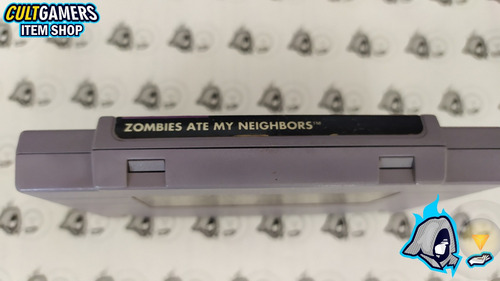 CULTGAMERS
ITEM SHOP
ZOMBIES ATE MY NEIGHBORS™